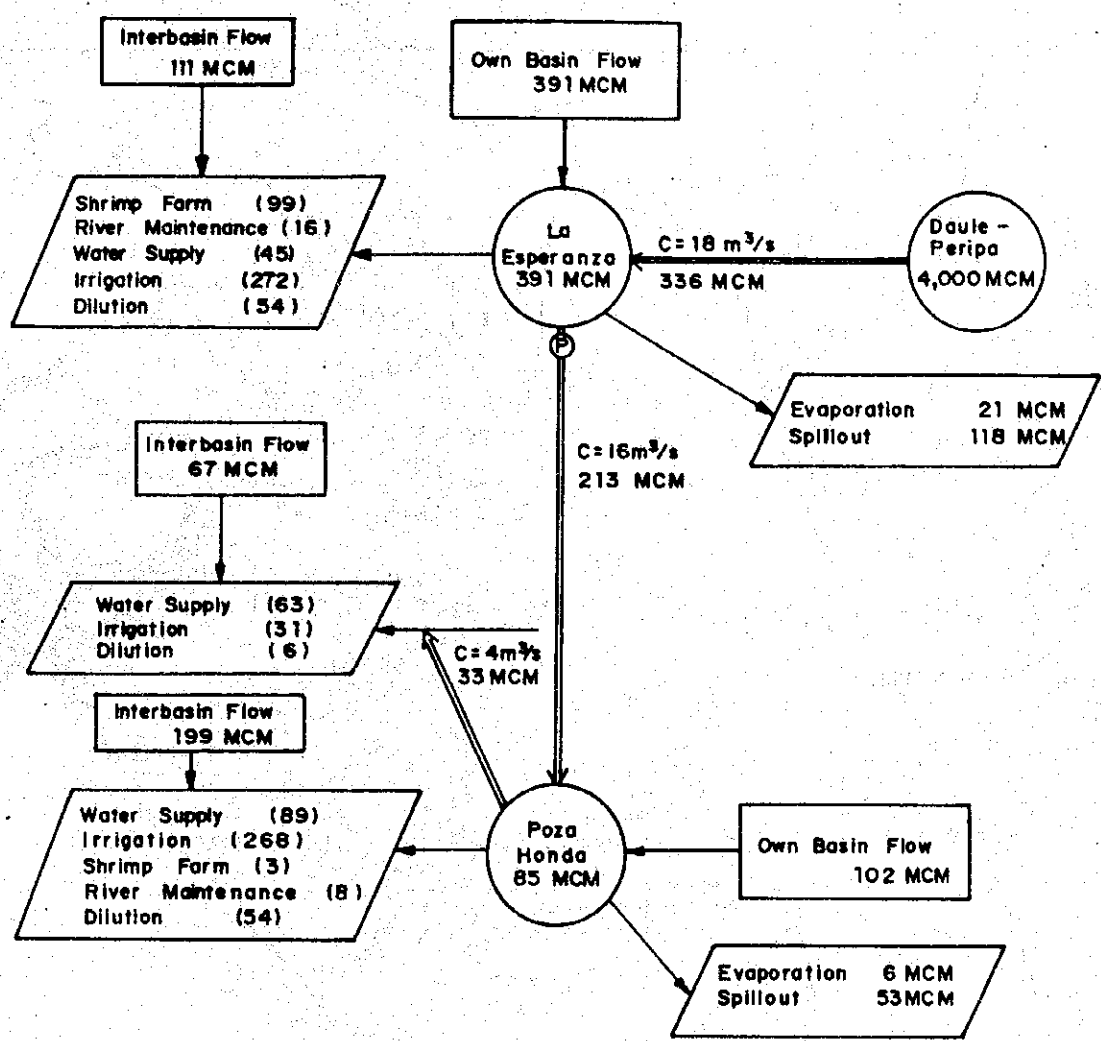 Interbasin Flow
111 MCM
Own Basin Flow
391 MCM
Shrimp Farm (99)
River Maintenance (16)
Water Supply (45)
Irrigation (272)
Dilution (54)
La
Esperanza
391 MCM
C=18 m³/s
336 MCM
Daule-
Peripa
4,000 MCM
P
Evaporation 21 MCM
Spillout 118 MCM
C=16m³/s
213 MCM
Interbasin Flow
67 MCM
Water Supply (63)
Irrigation (31)
Dilution (6)
C=4m³/s
33 MCM
Interbasin Flow
199 MCM
Water Supply (89)
Irrigation (268)
Shrimp Farm (3)
River Maintenance (8)
Dilution (54)
Poza
Honda
85 MCM
Own Basin Flow
102 MCM
Evaporation 6 MCM
Spillout 53MCM